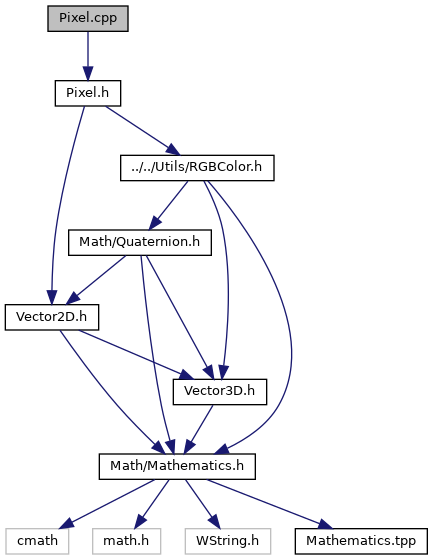 Pixel.cpp
Pixel.h
../../Utils/RGBColor.h
Math/Quaternion.h
Vector2D.h
Vector3D.h
Math/Mathematics.h
cmath
math.h
WString.h
Mathematics.tpp